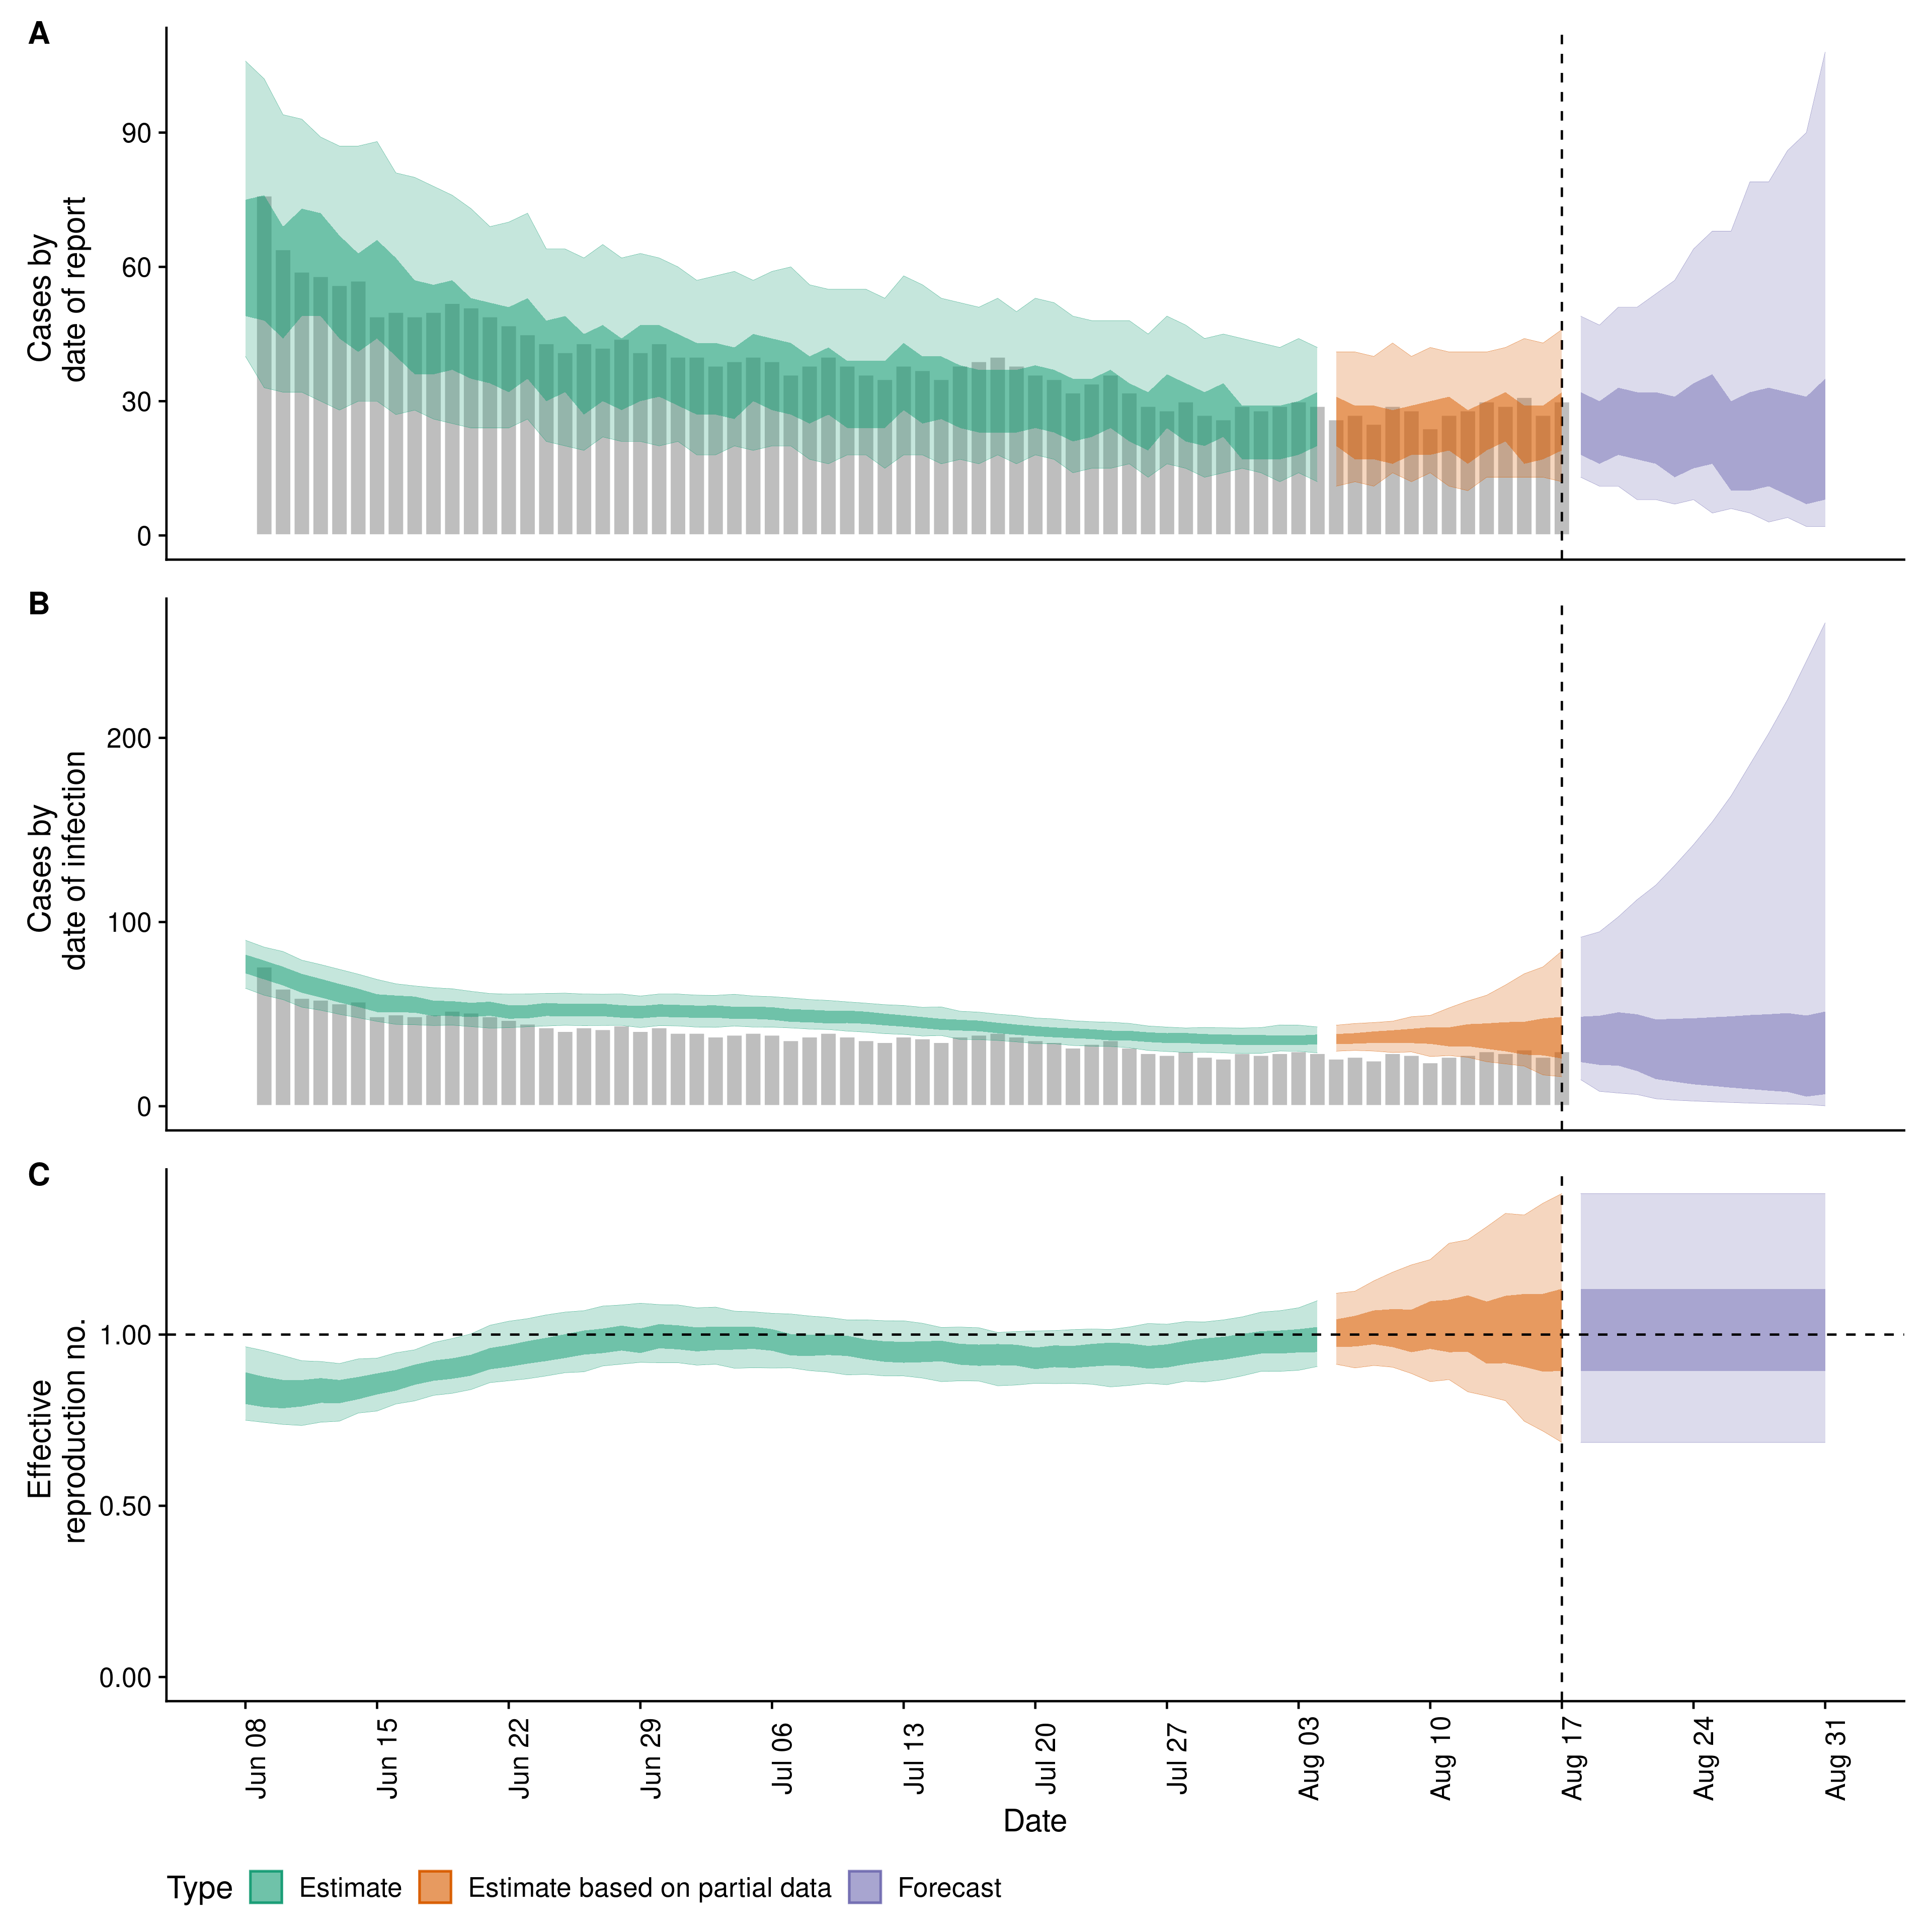 A
Cases by
date of report
90
60
30
0
B
Cases by
date of infection
200
100
0
C
Effective
reproduction no.
1.00
0.50
0.00
Jun 08
Jun 15
Jun 22
Jun 29
Jul 06
Jul 13
Jul 20
Jul 27
Aug 03
Aug 10
Aug 17
Aug 24
Aug 31
Date
Type Estimate Estimate based on partial data Forecast